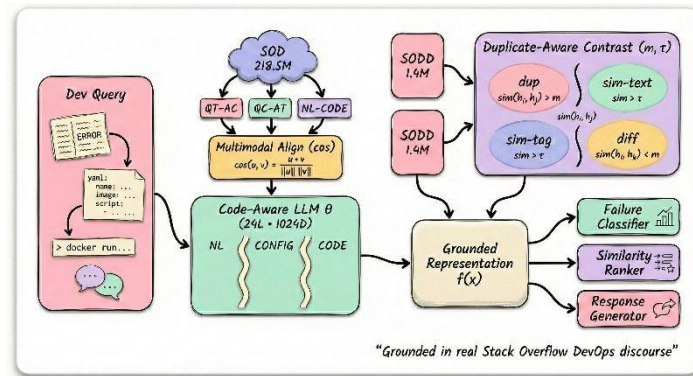 Dev Query
ERROR
yaml:
name: ...
image: ...
script:
- ......
> docker run...
SOD
218.5M
QT-AC
QC-AT
NL-CODE
Multimodal Align (cos)
cos(u, v) = u • v / ||u|| ||v||
Code-Aware LLM θ
(24L • 1024D)
NL
CONFIG
CODE
SODD
1.4M
SODD
1.4M
Duplicate-Aware Contrast (m, τ)
dup
sim(hᵢ, hⱼ) > m
sim-text
sim > τ
sim(hᵢ, hⱼ)
sim-tag
sim > τ
diff
sim(hᵢ, hₖ) < m
Grounded
Representation
f(x)
Failure
Classifier
Similarity
Ranker
Response
Generator
"Grounded in real Stack Overflow DevOps discourse"